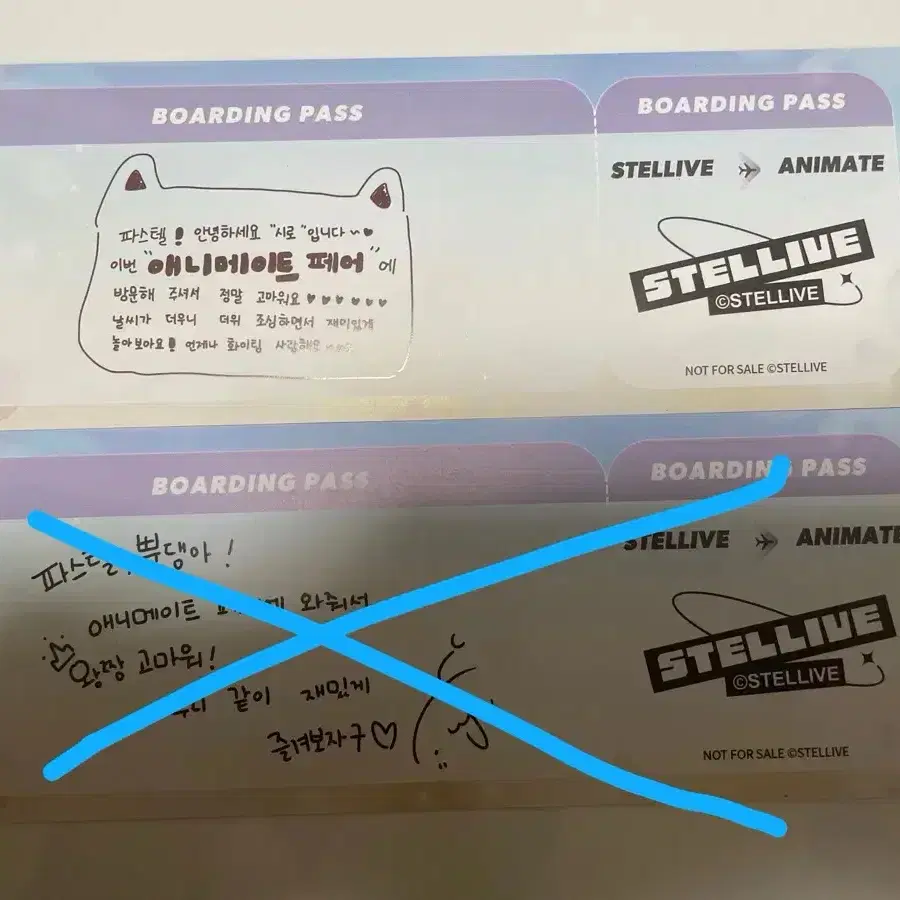 BOARDING PASS
파스텔! 안녕하세요 "시로"입니다~♥
이번 "애니메이트 페어"에
방문해 주셔서 정말 고마워요 ♥♥♥♥♥♥
날씨가 더우니 더위 조심하면서 재미있게
놀아보아요! 언제나 화이팅 사랑해요
BOARDING PASS
STELLIVE ANIMATE
STELLIVE
©STELLIVE
NOT FOR SALE ©STELLIVE
BOARDING PASS
파스텔, 뿌댕아!
애니메이트 와줘서
왕짱 고마워!
같이 재밌게
즐겨보자구♡
BOARDING PASS
STELLIVE ANIMATE
STELLIVE
©STELLIVE
NOT FOR SALE ©STELLIVE